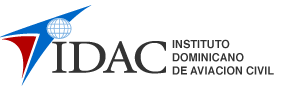 IDAC
INSTITUTO
DOMINICANO
DE AVIACION CIVIL